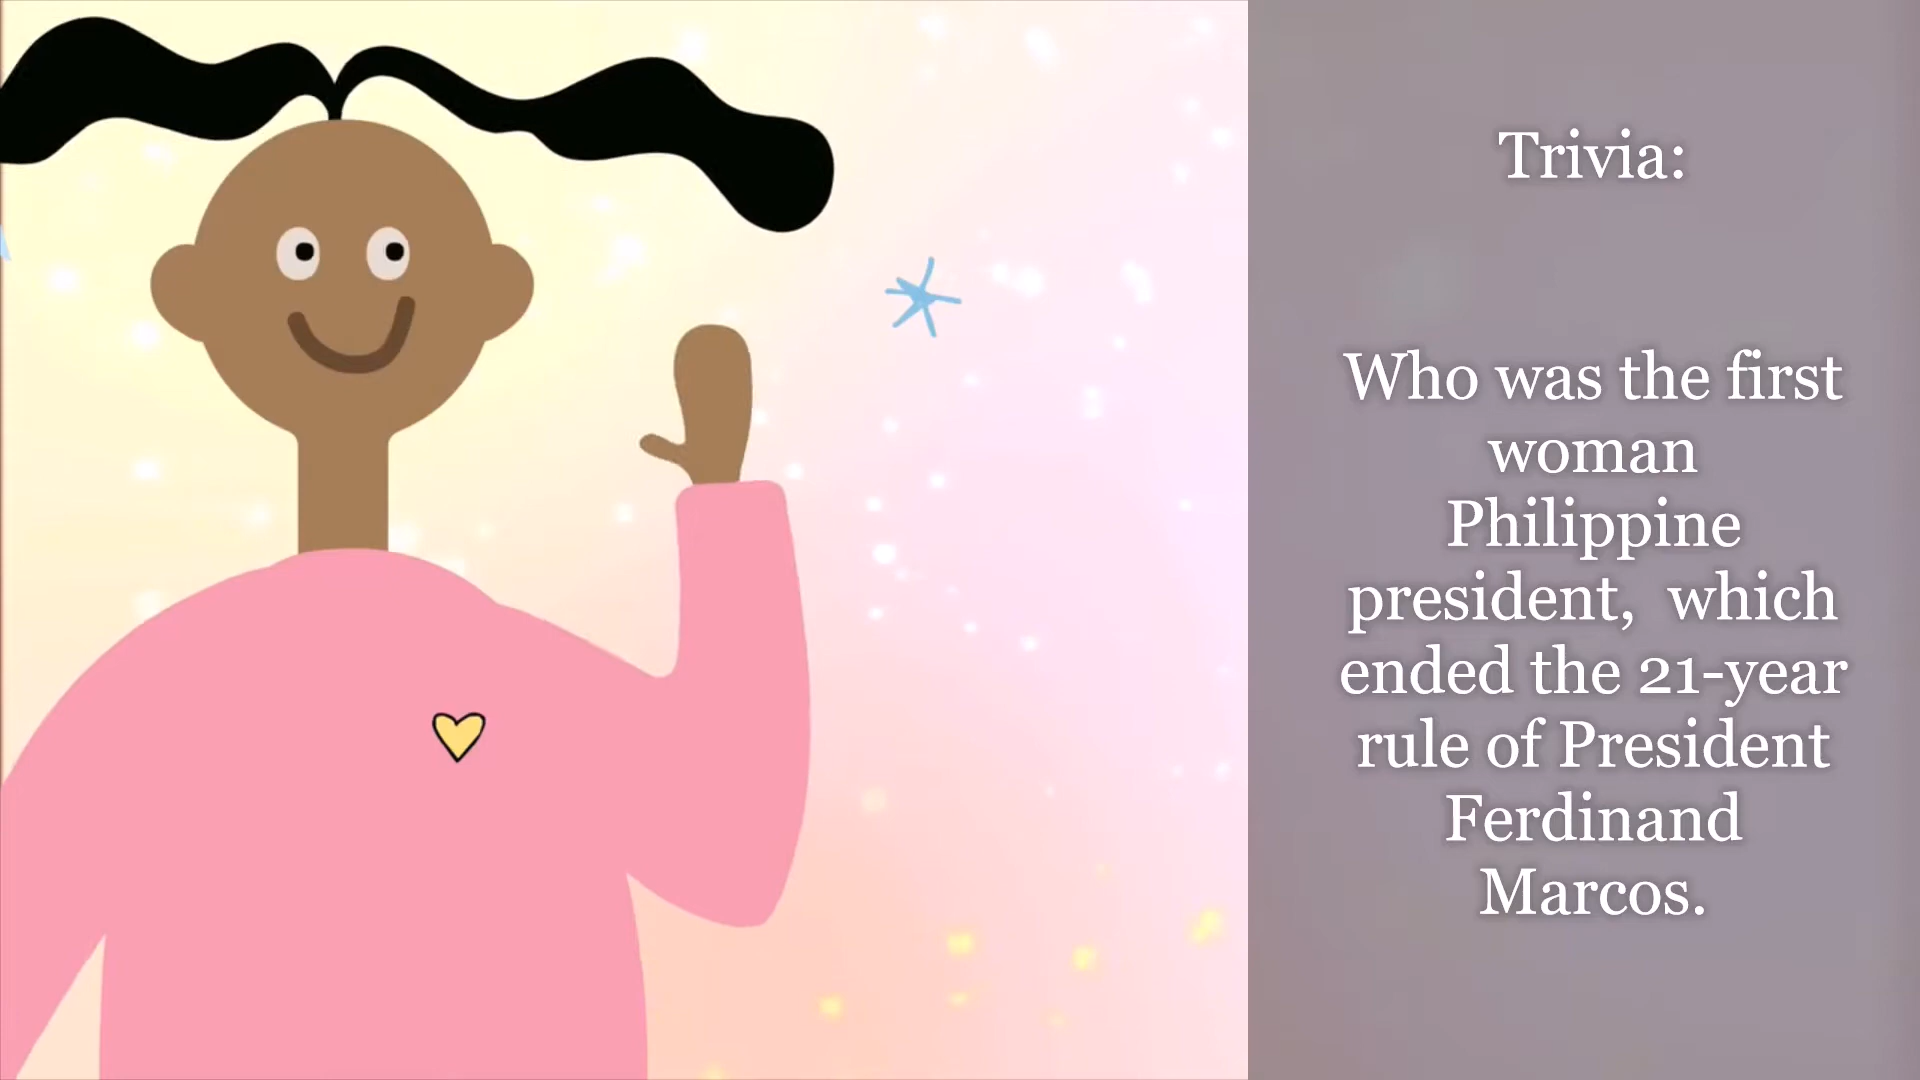 Trivia:
Who was the first
woman
Philippine
president,  which
ended the 21-year
rule of President
Ferdinand
Marcos.